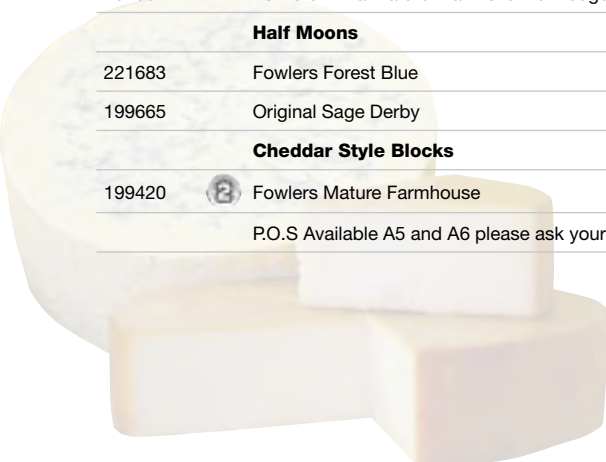 Half Moons
221683 Fowlers Forest Blue
199665 Original Sage Derby
Cheddar Style Blocks
199420 2 Fowlers Mature Farmhouse
P.O.S Available A5 and A6 please ask your